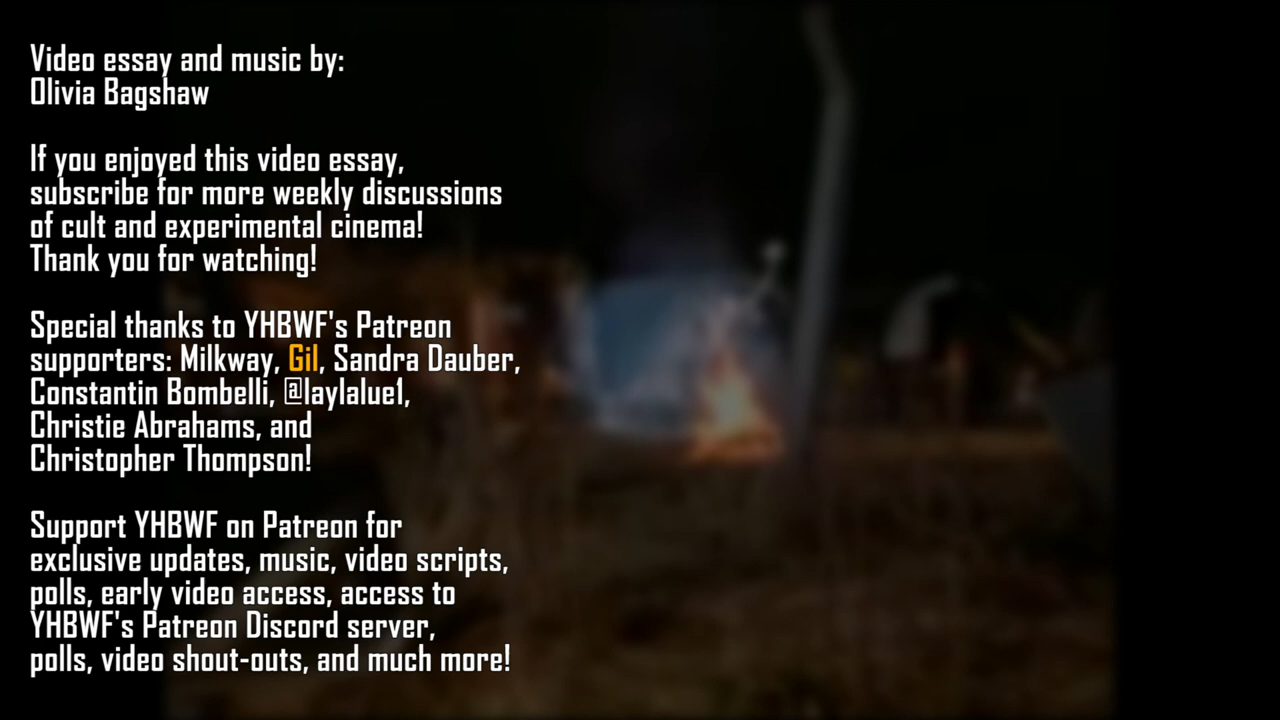 Video essay and music by:
Olivia Bagshaw
If you enjoyed this video essay,
subscribe for more weekly discussions
of cult and experimental cinema!
Thank you for watching!
Special thanks to YHBWF's Patreon
supporters: Milkway, Gil, Sandra Dauber,
Constantin Bombelli, @laylalue1,
Christie Abrahams, and
Christopher Thompson!
Support YHBWF on Patreon for
exclusive updates, music, video scripts,
polls, early video access, access to
YHBWF's Patreon Discord server,
polls, video shout-outs, and much more!